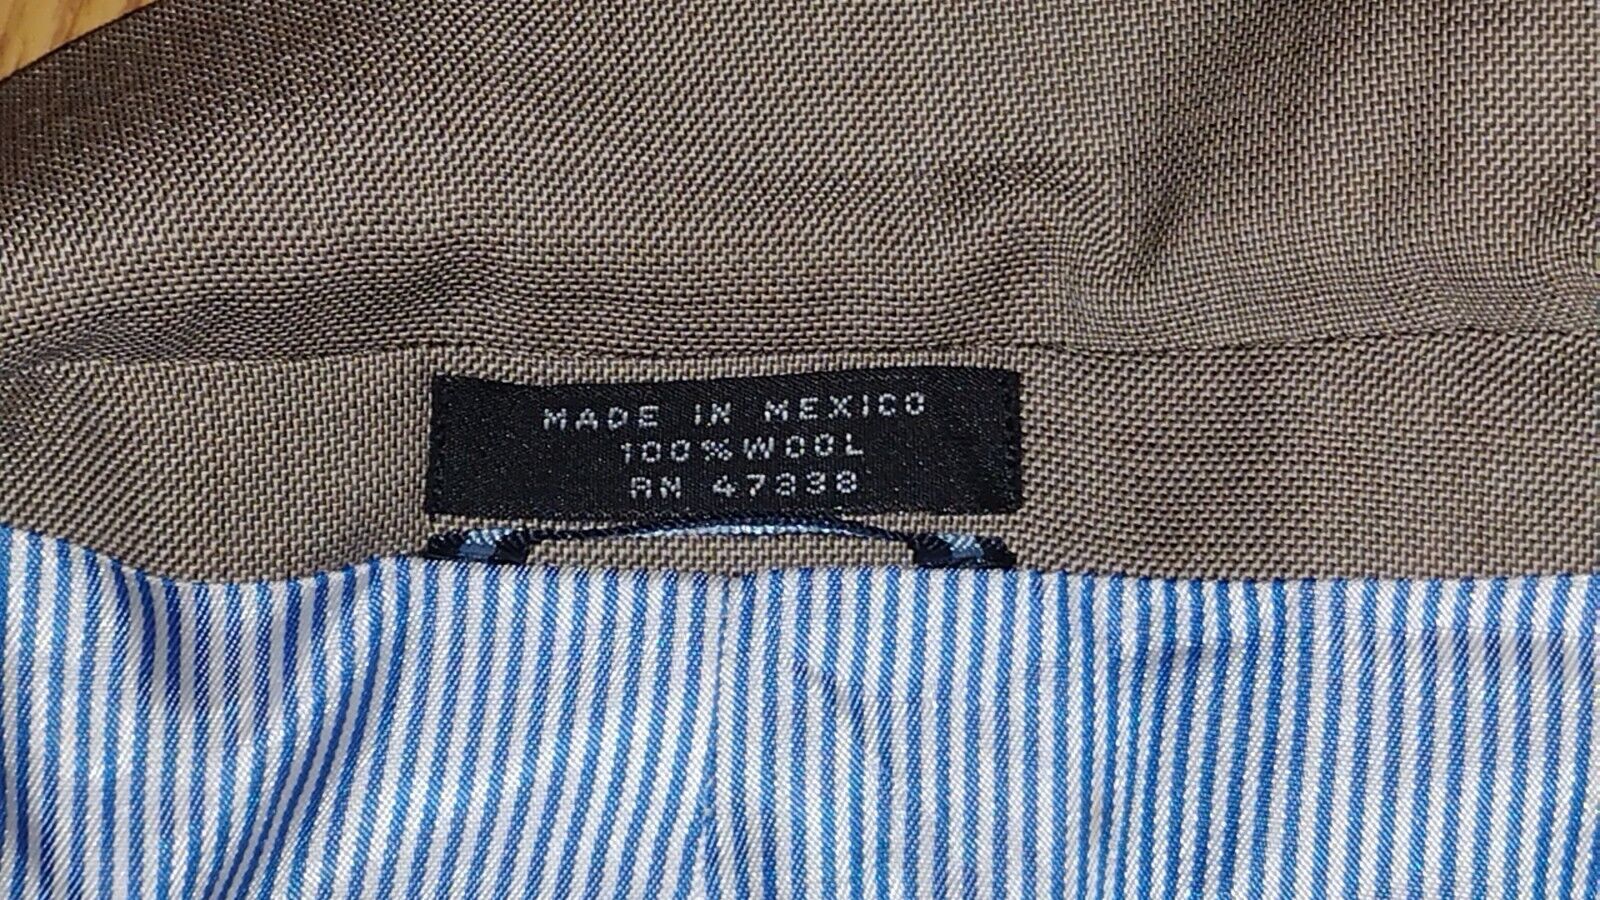 MADE IN MEXICO
100% WOOL
RN 47338